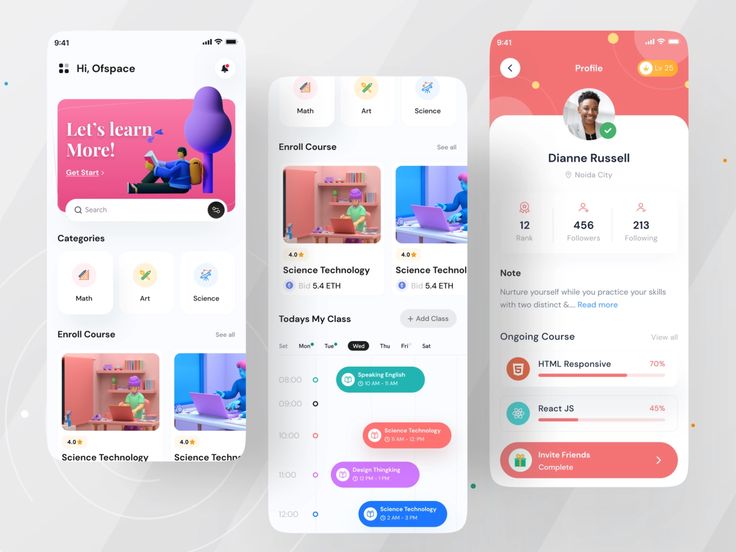 9:41
Hi, Ofspace
Let's learn
More!
Get Start >
Search
Categories
Math
Art
Science
Enroll Course
See all
4.0
4.0
Science Technology
Science Techn
Math
Art
Science
Enroll Course
See all
4.0
4.0
Science Technology
Science Techn
Bid 5.4 ETH
Bid 5.4 ETH
Todays My Class
+ Add Class
Set
Mon
Tue
Wed
Thu
Fri
Sat
08:00
Speaking English
10 AM - 11 AM
09:00
10:00
Science Technology
11:00
Design Thingking
12 PM - 1 PM
12:00
Science Technology
2 AM - 3 PM
9:41
Profile
Lv 25
Dianne Russell
Noida City
12
456
213
Rank
Followers
Following
Note
Nurture yourself while you practice your skills
with two distinct &.... Read more
Ongoing Course
View all
HTML Responsive
70%
React JS
45%
Invite Friends
Complete